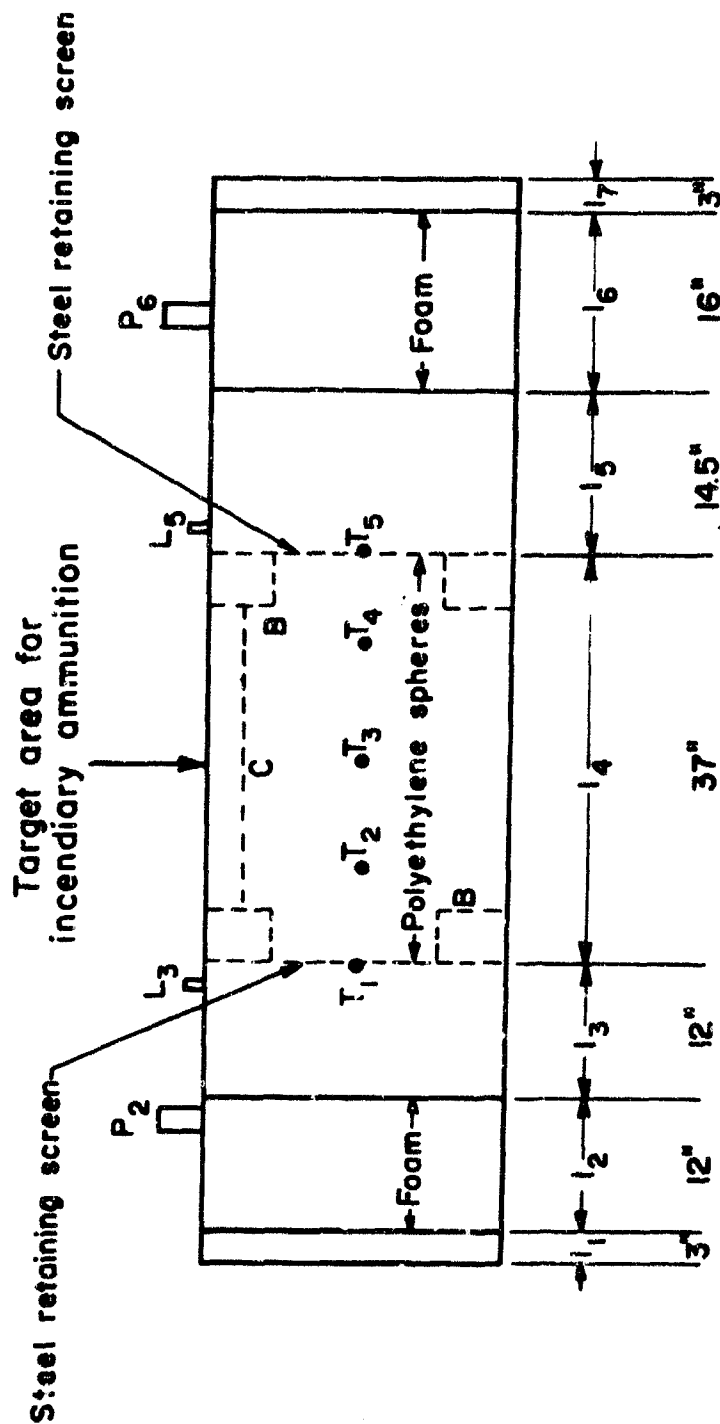 Target area for
incendiary ammunition
Steel retaining screen
Steel retaining screen
P2
L3
L5
P6
C
B
B
T1
T2
T3
T4
T5
Foam
Polyethylene spheres
Foam
l1
l2
l3
l4
l5
l6
l7
3"
12"
12"
37"
14.5"
16"
3"